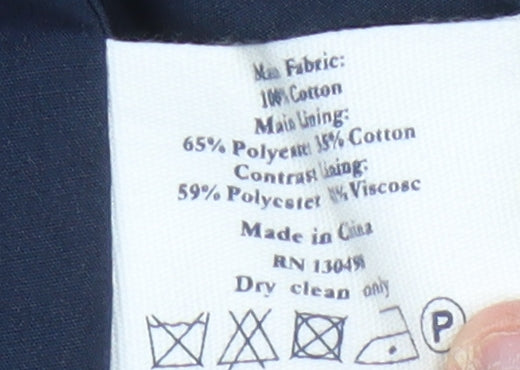 Main Fabric:
100% Cotton
Main Lining:
65% Polyester 35% Cotton
Contrast Lining:
59% Polyester Viscose
Made in China
RN
Dry clean only
P